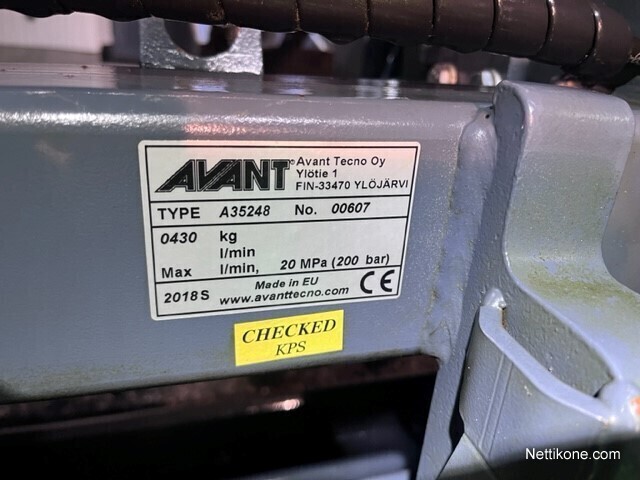 AVANT® Avant Tecno Oy
Ylötie 1
FIN-33470 YLÖJÄRVI
TYPE A35248 No. 00607
0430 kg
l/min
Max l/min, 20 MPa (200 bar)
Made in EU
2018S www.avanttecno.com CE
CHECKED
KPS
Nettikone.com